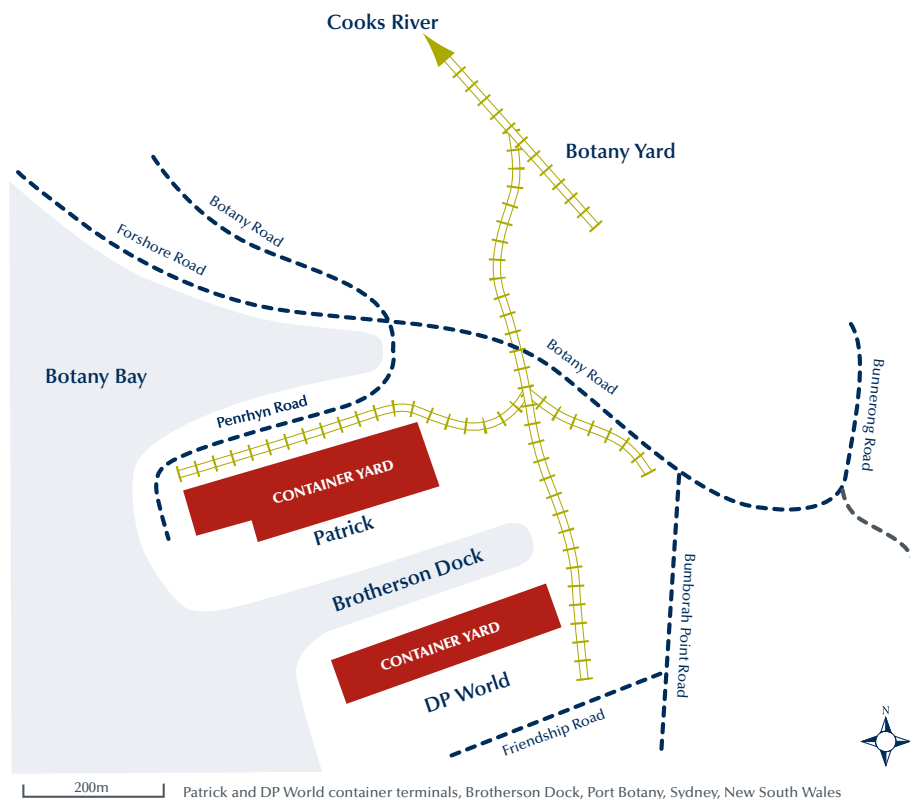 Cooks River
Botany Yard
Botany Road
Forshore Road
Botany Road
Botany Bay
Bunnerong Road
Penrhyn Road
CONTAINER YARD
Patrick
Brotherson Dock
Bumborah Point Road
CONTAINER YARD
DP World
Friendship Road
N
200m
Patrick and DP World container terminals, Brotherson Dock, Port Botany, Sydney, New South Wales